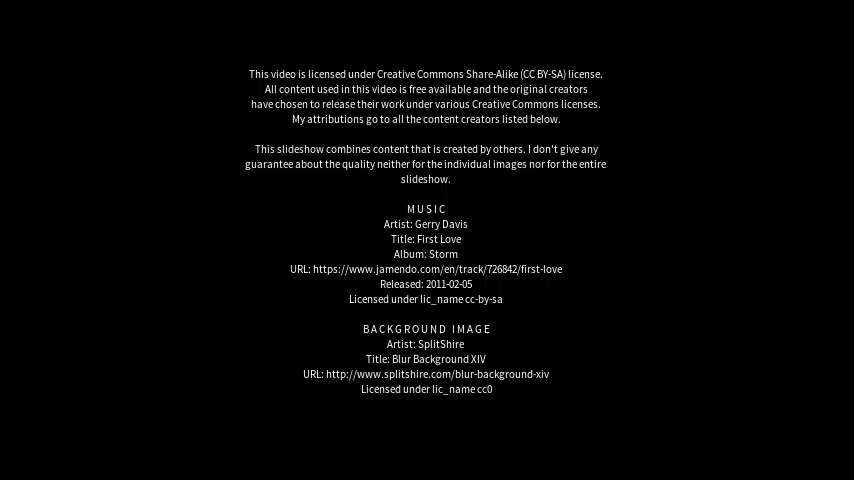 This video is licensed under Creative Commons Share-Alike (CC BY-SA) license.
All content used in this video is free available and the original creators
have chosen to release their work under various Creative Commons licenses.
My attributions go to all the content creators listed below.
This slideshow combines content that is created by others. I don't give any
guarantee about the quality neither for the individual images nor for the entire
slideshow.
MUSIC
Artist: Gerry Davis
Title: First Love
Album: Storm
URL: https://www.jamendo.com/en/track/726842/first-love
Released: 2011-02-05
Licensed under lic_name cc-by-sa
BACKGROUND IMAGE
Artist: SplitShire
Title: Blur Background XIV
URL: http://www.splitshire.com/blur-background-xiv
Licensed under lic_name cc0